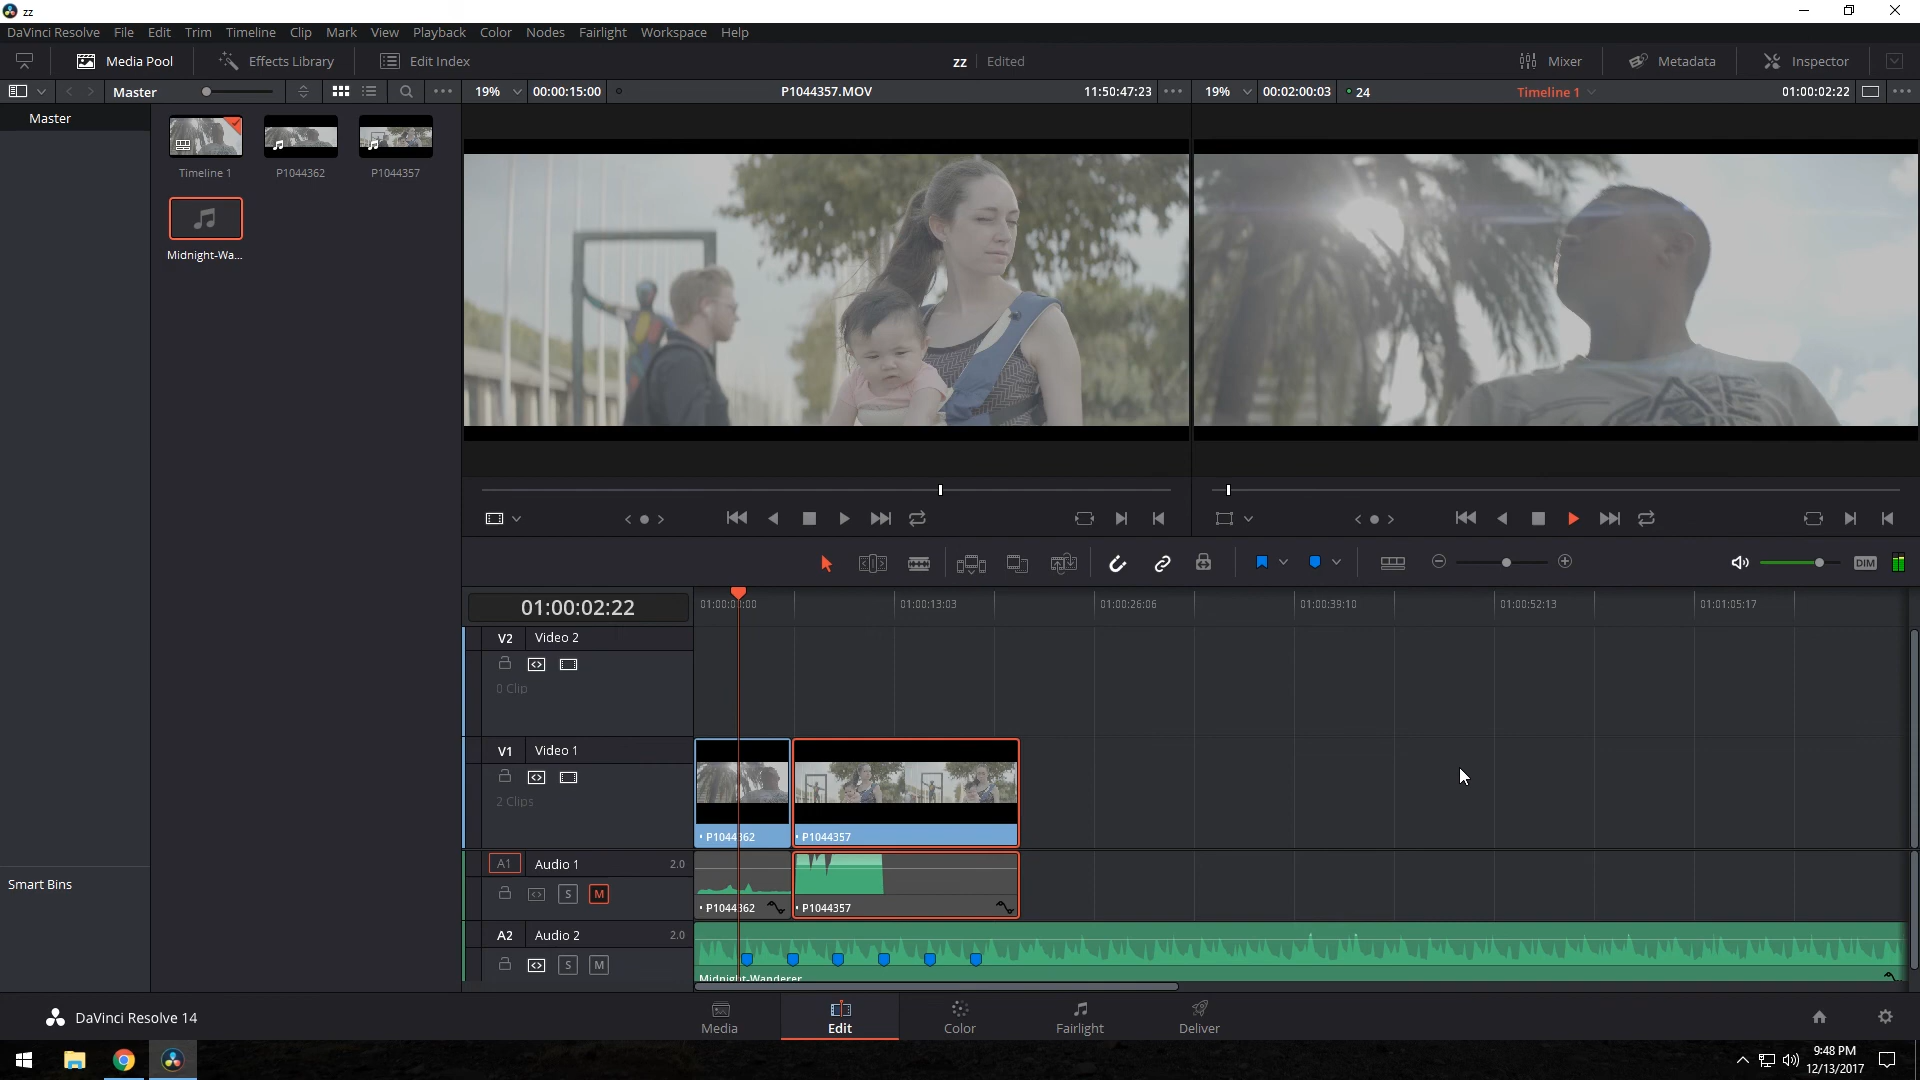 zz
DaVinci Resolve File Edit Trim Timeline Clip Mark View Playback Color Nodes Fairlight Workspace Help
Media Pool Effects Library Edit Index zz Edited Mixer Metadata Inspector
Master 19% 00:00:15:00 P1044357.MOV 11:50:47:23 19% 00:02:00:03 24 Timeline 1 01:00:02:22
Master
Timeline 1 P1044362 P1044357
Midnight-Wa...
DIM
01:00:02:22 01:00:00:00 01:00:13:03 01:00:26:06 01:00:39:10 01:00:52:13 01:01:05:17
V2 Video 2
0 Clip
V1 Video 1
2 Clips
P1044362 P1044357
A1 Audio 1 2.0
S M
P1044362 P1044357
Smart Bins
A2 Audio 2 2.0
S M
Midnight-Wanderer
DaVinci Resolve 14
Media Edit Color Fairlight Deliver
9:48 PM
12/13/2017